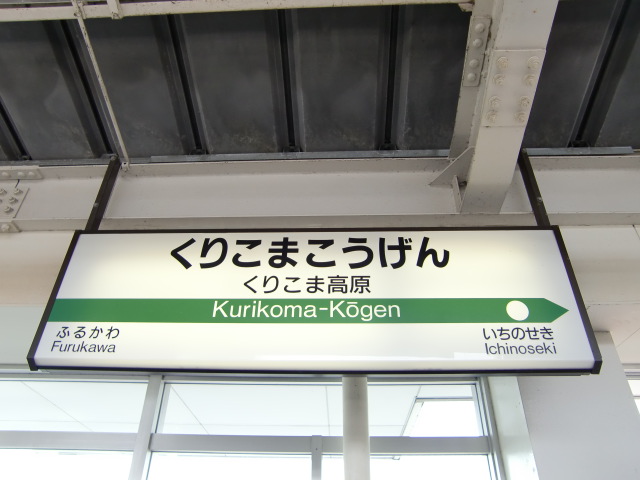 くりこまこうげん
くりこま高原
Kurikoma-Kōgen
ふるかわ
Furukawa
いちのせき
Ichinoseki